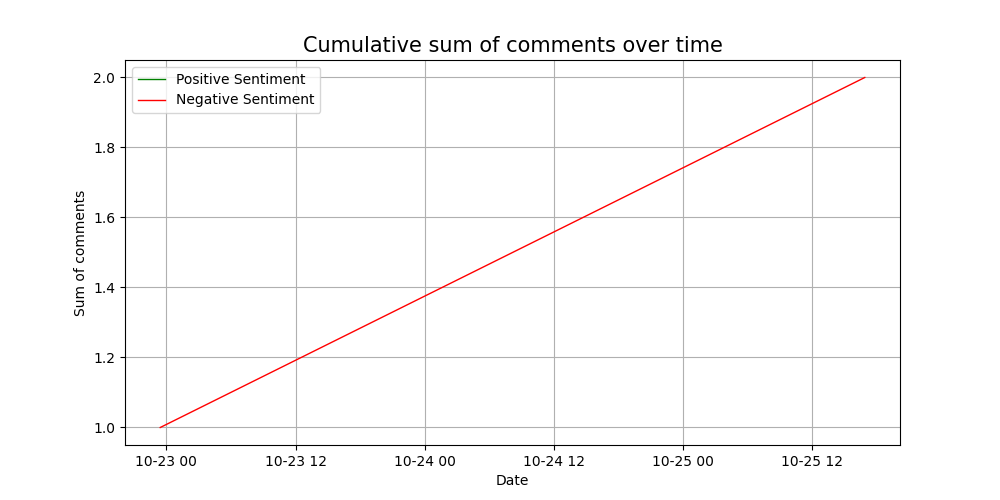 Cumulative sum of comments over time
Positive Sentiment
Negative Sentiment
2.0
1.8
1.6
1.4
1.2
1.0
Sum of comments
10-23 00 10-23 12 10-24 00 10-24 12 10-25 00 10-25 12
Date